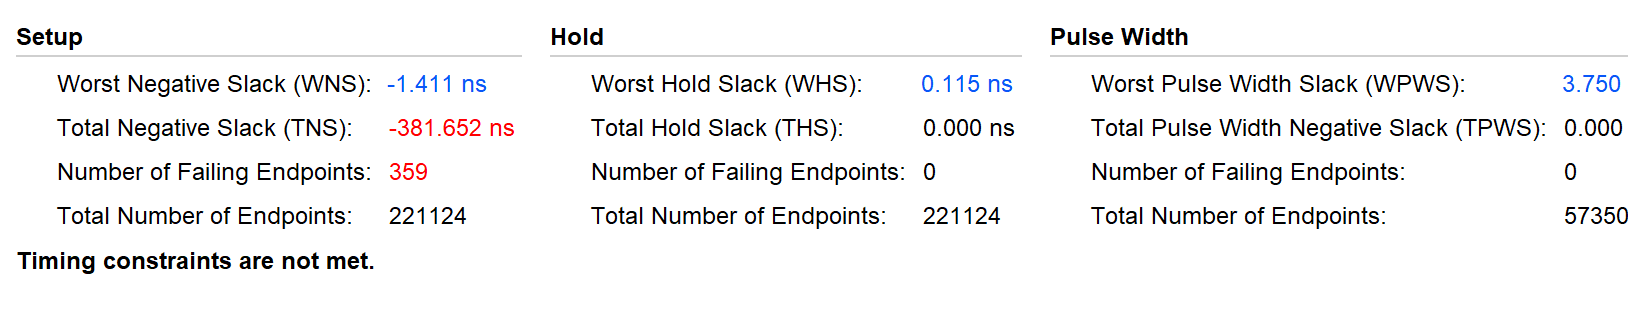 Setup
Worst Negative Slack (WNS): -1.411 ns
Total Negative Slack (TNS): -381.652 ns
Number of Failing Endpoints: 359
Total Number of Endpoints: 221124
Hold
Worst Hold Slack (WHS): 0.115 ns
Total Hold Slack (THS): 0.000 ns
Number of Failing Endpoints: 0
Total Number of Endpoints: 221124
Pulse Width
Worst Pulse Width Slack (WPWS): 3.750
Total Pulse Width Negative Slack (TPWS): 0.000
Number of Failing Endpoints: 0
Total Number of Endpoints: 57350
Timing constraints are not met.